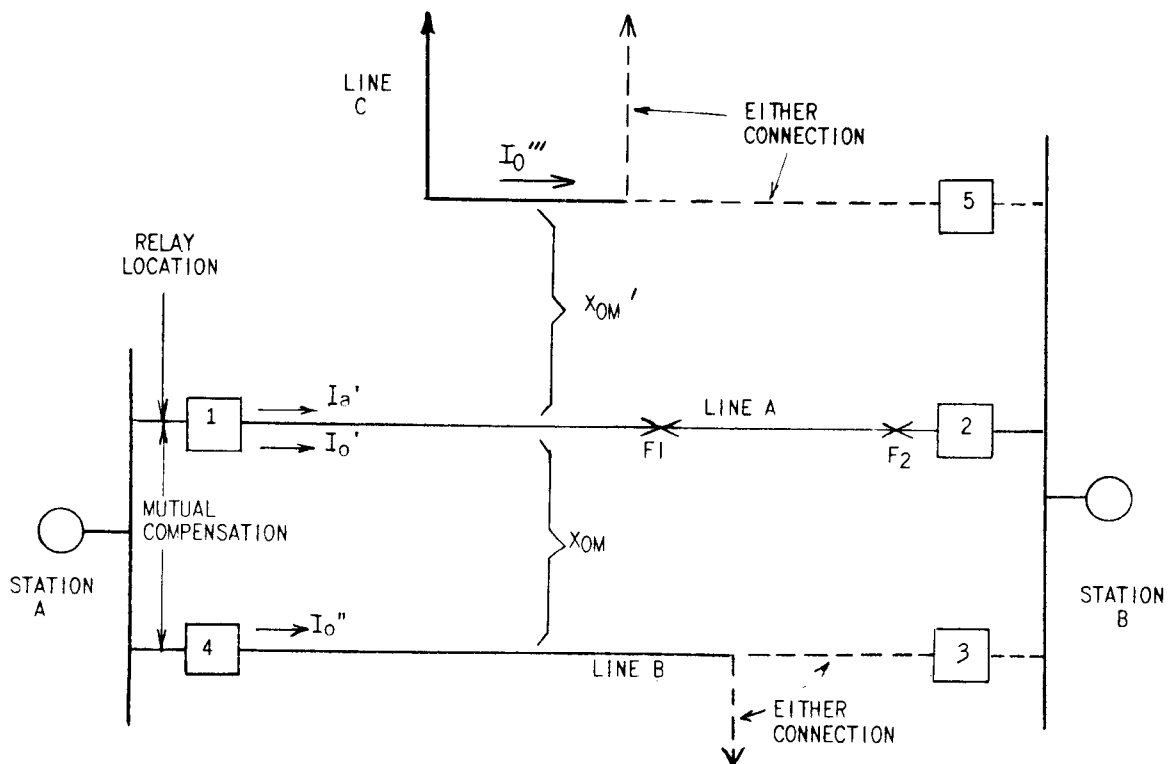 LINE
C
EITHER
CONNECTION
I0'''
5
RELAY
LOCATION
X0M'
1
Ia'
I0'
LINE A
F1
F2
2
MUTUAL
COMPENSATION
X0M
STATION
A
STATION
B
4
I0"
LINE B
3
EITHER
CONNECTION